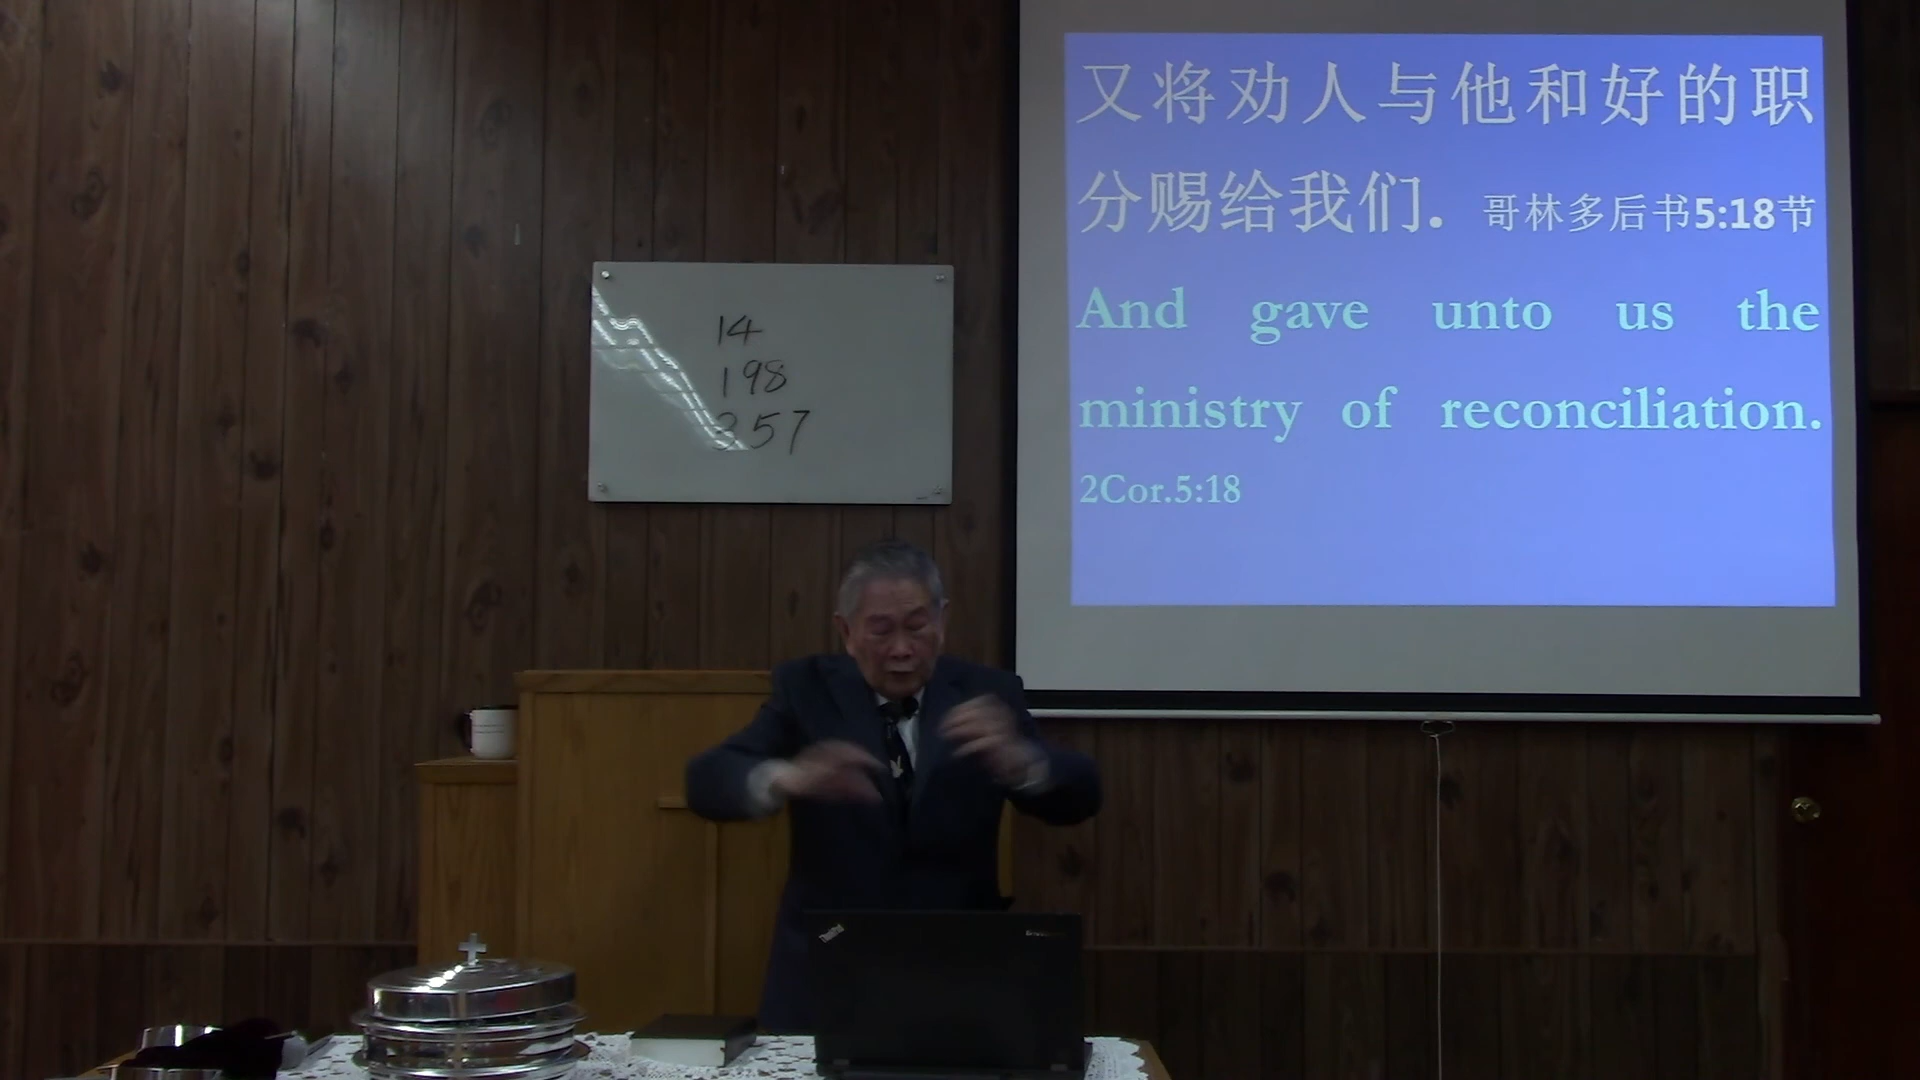 又将劝人与他和好的职
分赐给我们. 哥林多后书5:18节
And gave unto us the
ministry of reconciliation.
2Cor.5:18
14
198
357
ThinkPad